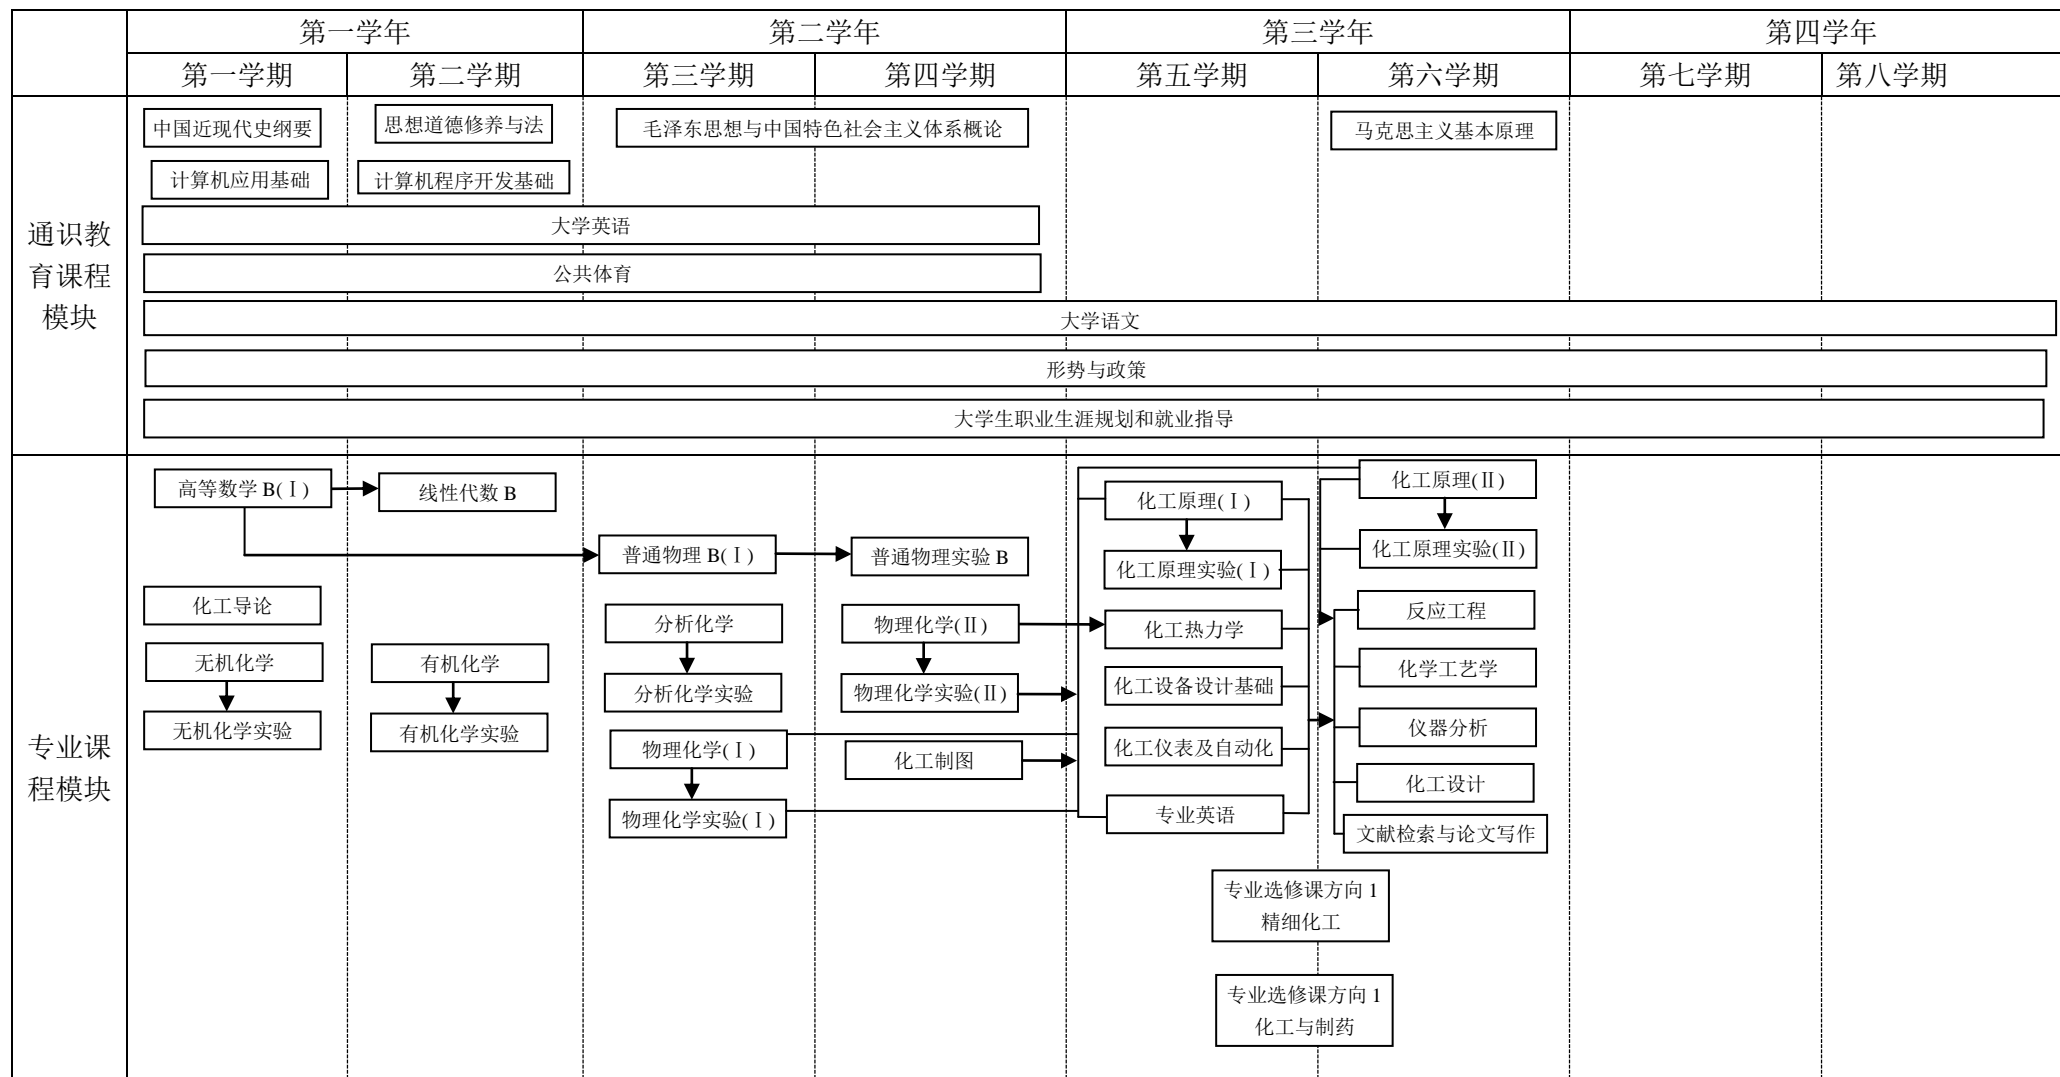 第一学年
第二学年
第三学年
第四学年
第一学期
第二学期
第三学期
第四学期
第五学期
第六学期
第七学期
第八学期
通识教
育课程
模块
中国近现代史纲要
思想道德修养与法
毛泽东思想与中国特色社会主义体系概论
马克思主义基本原理
计算机应用基础
计算机程序开发基础
大学英语
公共体育
大学语文
形势与政策
大学生职业生涯规划和就业指导
专业课
程模块
高等数学 B(Ⅰ)
线性代数 B
普通物理 B(Ⅰ)
普通物理实验 B
化工导论
无机化学
无机化学实验
有机化学
有机化学实验
分析化学
分析化学实验
物理化学(Ⅰ)
物理化学实验(Ⅰ)
物理化学(II)
物理化学实验(II)
化工制图
化工原理(Ⅰ)
化工原理实验(Ⅰ)
化工热力学
化工设备设计基础
化工仪表及自动化
专业英语
化工原理(II)
化工原理实验(II)
反应工程
化学工艺学
仪器分析
化工设计
文献检索与论文写作
专业选修课方向 1
精细化工
专业选修课方向 1
化工与制药